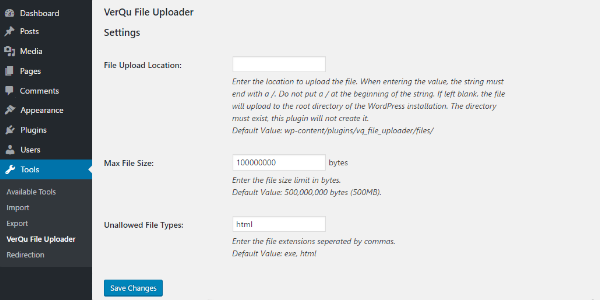 Dashboard
Posts
Media
Pages
Comments
Appearance
Plugins
Users
Tools
Available Tools
Import
Export
VerQu File Uploader
Redirection
VerQu File Uploader
Settings
File Upload Location:
Enter the location to upload the file. When entering the value, the string must
end with a /. Do not put a / at the beginning of the string. If left blank, the file
will upload to the root directory of the WordPress installation. The directory
must exist, this plugin will not create it.
Default Value: wp-content/plugins/vq_file_uploader/files/
Max File Size:
100000000 bytes
Enter the file size limit in bytes.
Default Value: 500,000,000 bytes (500MB).
Unallowed File Types:
html
Enter the file extensions seperated by commas.
Default Value: exe, html
Save Changes